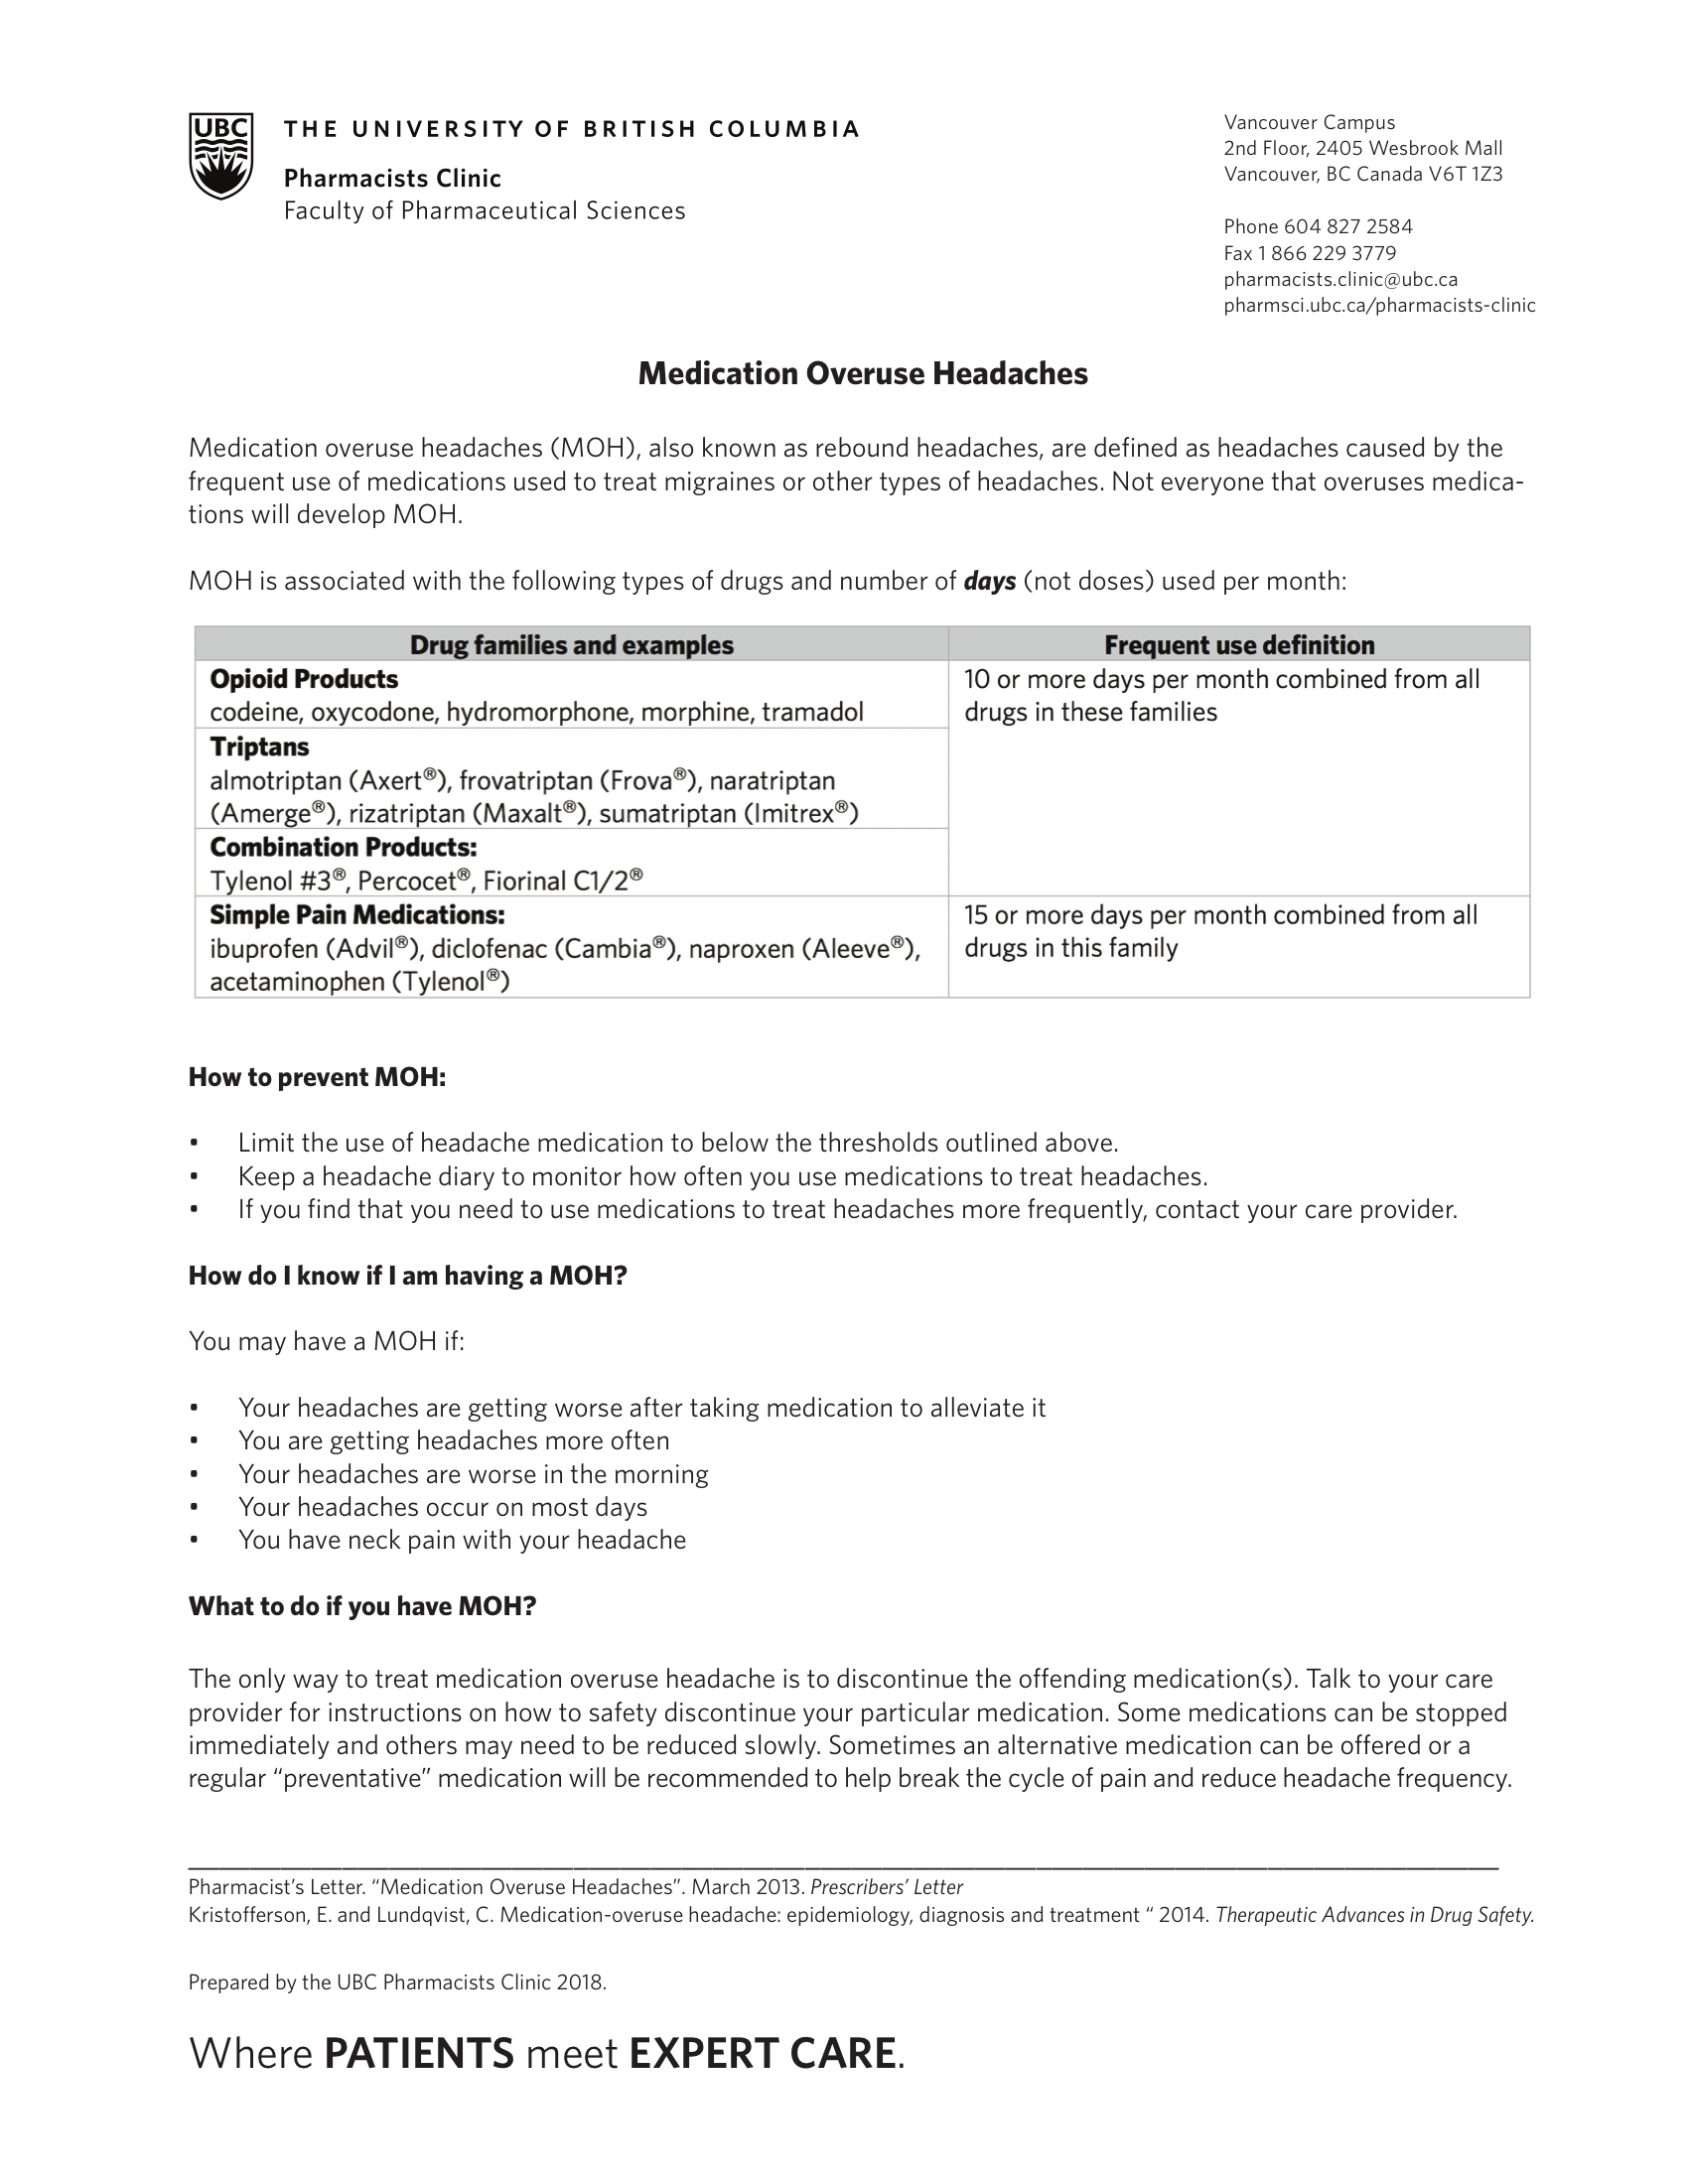 UBC
THE UNIVERSITY OF BRITISH COLUMBIA
Pharmacists Clinic
Faculty of Pharmaceutical Sciences
Vancouver Campus
2nd Floor, 2405 Wesbrook Mall
Vancouver, BC Canada V6T 1Z3
Phone 604 827 2584
Fax 1 866 229 3779
pharmacists.clinic@ubc.ca
pharmsci.ubc.ca/pharmacists-clinic
Medication Overuse Headaches
Medication overuse headaches (MOH), also known as rebound headaches, are defined as headaches caused by the
frequent use of medications used to treat migraines or other types of headaches. Not everyone that overuses medica-
tions will develop MOH.
MOH is associated with the following types of drugs and number of days (not doses) used per month:
Drug families and examples
Frequent use definition
Opioid Products
codeine, oxycodone, hydromorphone, morphine, tramadol
10 or more days per month combined from all
drugs in these families
Triptans
almotriptan (Axert®), frovatriptan (Frova®), naratriptan
(Amerge®), rizatriptan (Maxalt®), sumatriptan (Imitrex®)
Combination Products:
Tylenol #3®, Percocet®, Fiorinal C1/2®
Simple Pain Medications:
ibuprofen (Advil®), diclofenac (Cambia®), naproxen (Aleeve®),
acetaminophen (Tylenol®)
15 or more days per month combined from all
drugs in this family
How to prevent MOH:
• Limit the use of headache medication to below the thresholds outlined above.
• Keep a headache diary to monitor how often you use medications to treat headaches.
• If you find that you need to use medications to treat headaches more frequently, contact your care provider.
How do I know if I am having a MOH?
You may have a MOH if:
• Your headaches are getting worse after taking medication to alleviate it
• You are getting headaches more often
• Your headaches are worse in the morning
• Your headaches occur on most days
• You have neck pain with your headache
What to do if you have MOH?
The only way to treat medication overuse headache is to discontinue the offending medication(s). Talk to your care
provider for instructions on how to safety discontinue your particular medication. Some medications can be stopped
immediately and others may need to be reduced slowly. Sometimes an alternative medication can be offered or a
regular “preventative” medication will be recommended to help break the cycle of pain and reduce headache frequency.
Pharmacist’s Letter. “Medication Overuse Headaches”. March 2013. Prescribers’ Letter
Kristofferson, E. and Lundqvist, C. Medication-overuse headache: epidemiology, diagnosis and treatment “ 2014. Therapeutic Advances in Drug Safety.
Prepared by the UBC Pharmacists Clinic 2018.
Where PATIENTS meet EXPERT CARE.